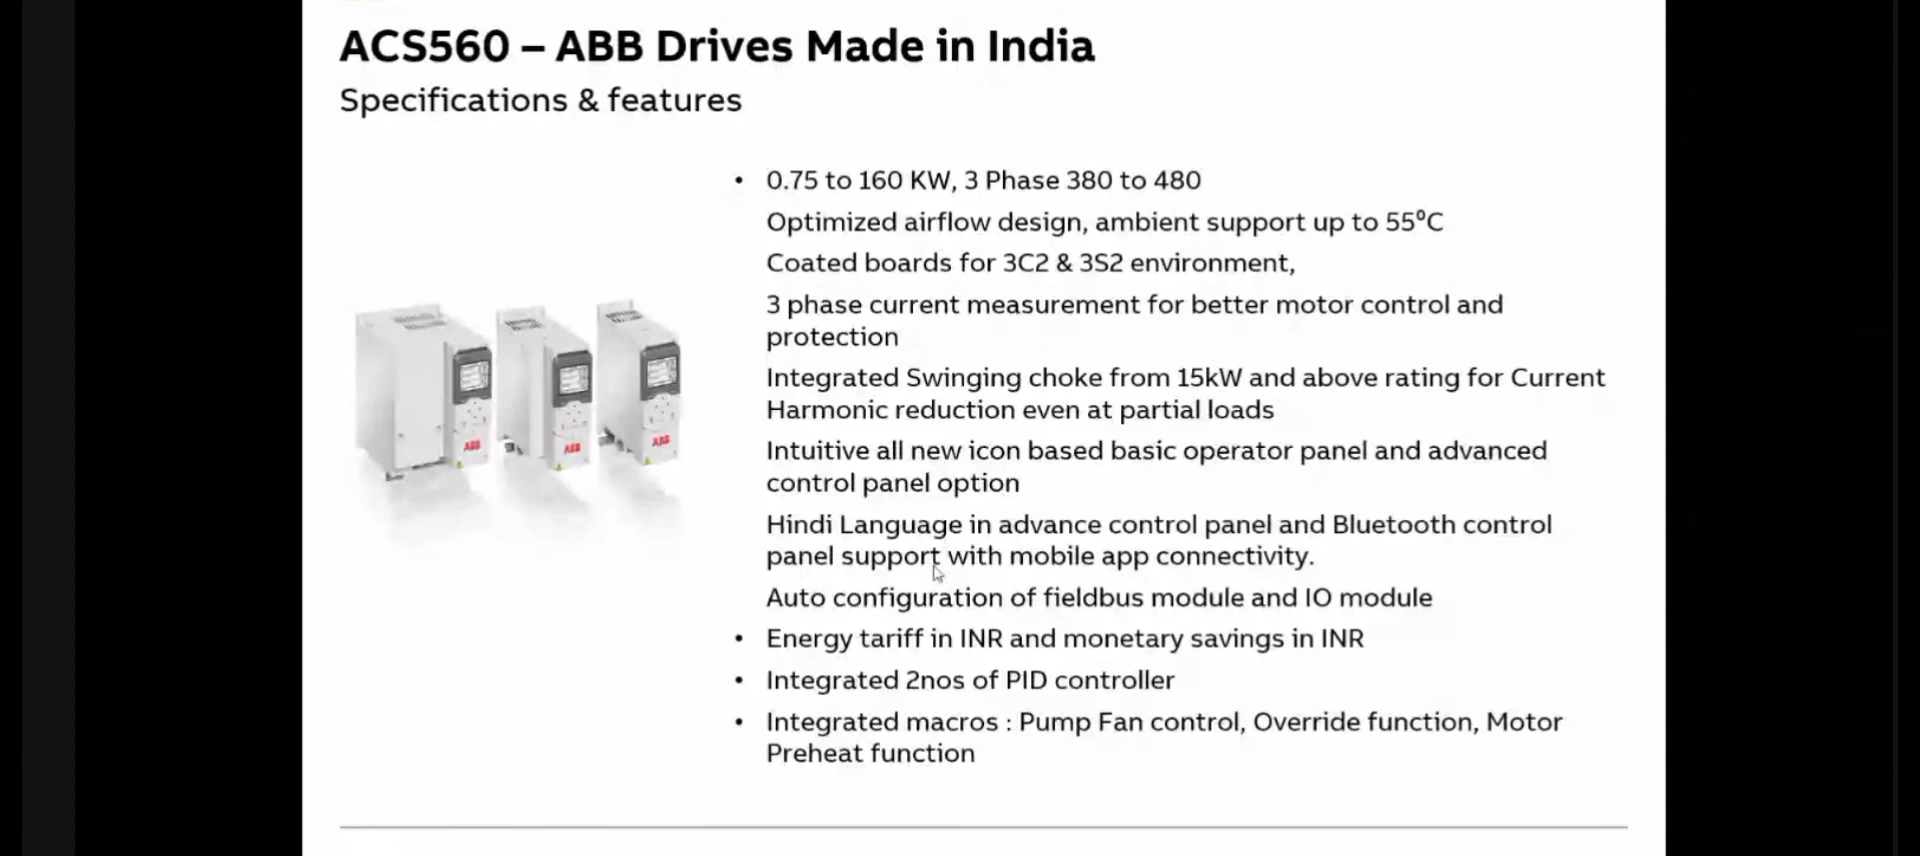 ACS560 – ABB Drives Made in India
Specifications & features
• 0.75 to 160 KW, 3 Phase 380 to 480
Optimized airflow design, ambient support up to 55⁰C
Coated boards for 3C2 & 3S2 environment,
3 phase current measurement for better motor control and
protection
Integrated Swinging choke from 15kW and above rating for Current
Harmonic reduction even at partial loads
Intuitive all new icon based basic operator panel and advanced
control panel option
Hindi Language in advance control panel and Bluetooth control
panel support with mobile app connectivity.
Auto configuration of fieldbus module and IO module
• Energy tariff in INR and monetary savings in INR
• Integrated 2nos of PID controller
• Integrated macros : Pump Fan control, Override function, Motor
Preheat function
ABB
ABB
ABB